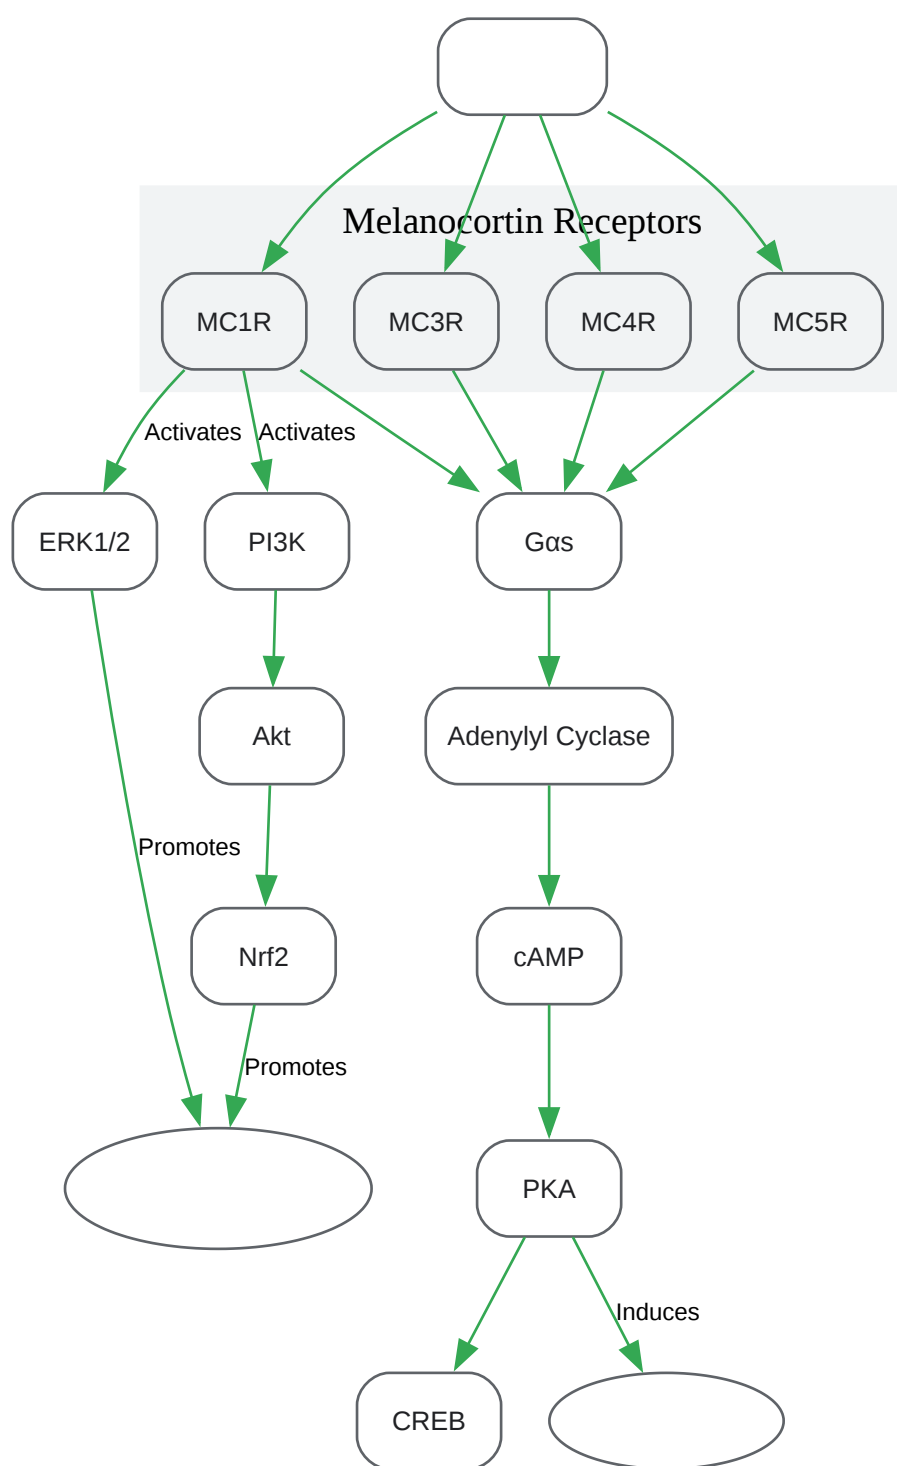 Melanocortin Receptors
MC1R
MC3R
MC4R
MC5R
Activates
Activates
ERK1/2
PI3K
Gαs
Akt
Adenylyl Cyclase
Promotes
Nrf2
cAMP
Promotes
PKA
Induces
CREB